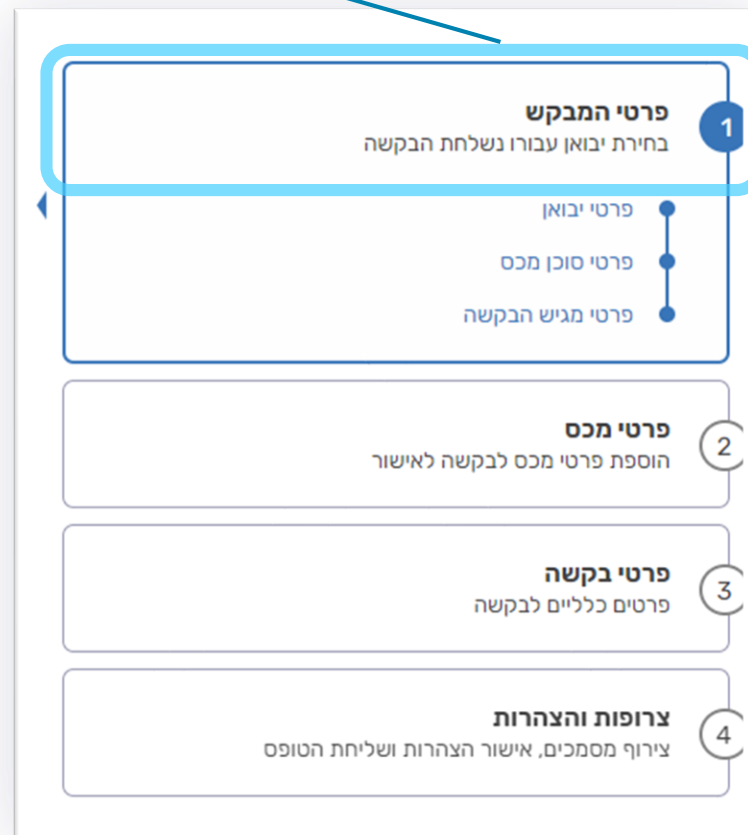 1
פרטי המבקש
בחירת יבואן עבורו נשלחת הבקשה
פרטי יבואן
פרטי סוכן מכס
פרטי מגיש הבקשה
2
פרטי מכס
הוספת פרטי מכס לבקשה לאישור
3
פרטי בקשה
פרטים כלליים לבקשה
4
צרופות והצהרות
צירוף מסמכים, אישור הצהרות ושליחת הטופס